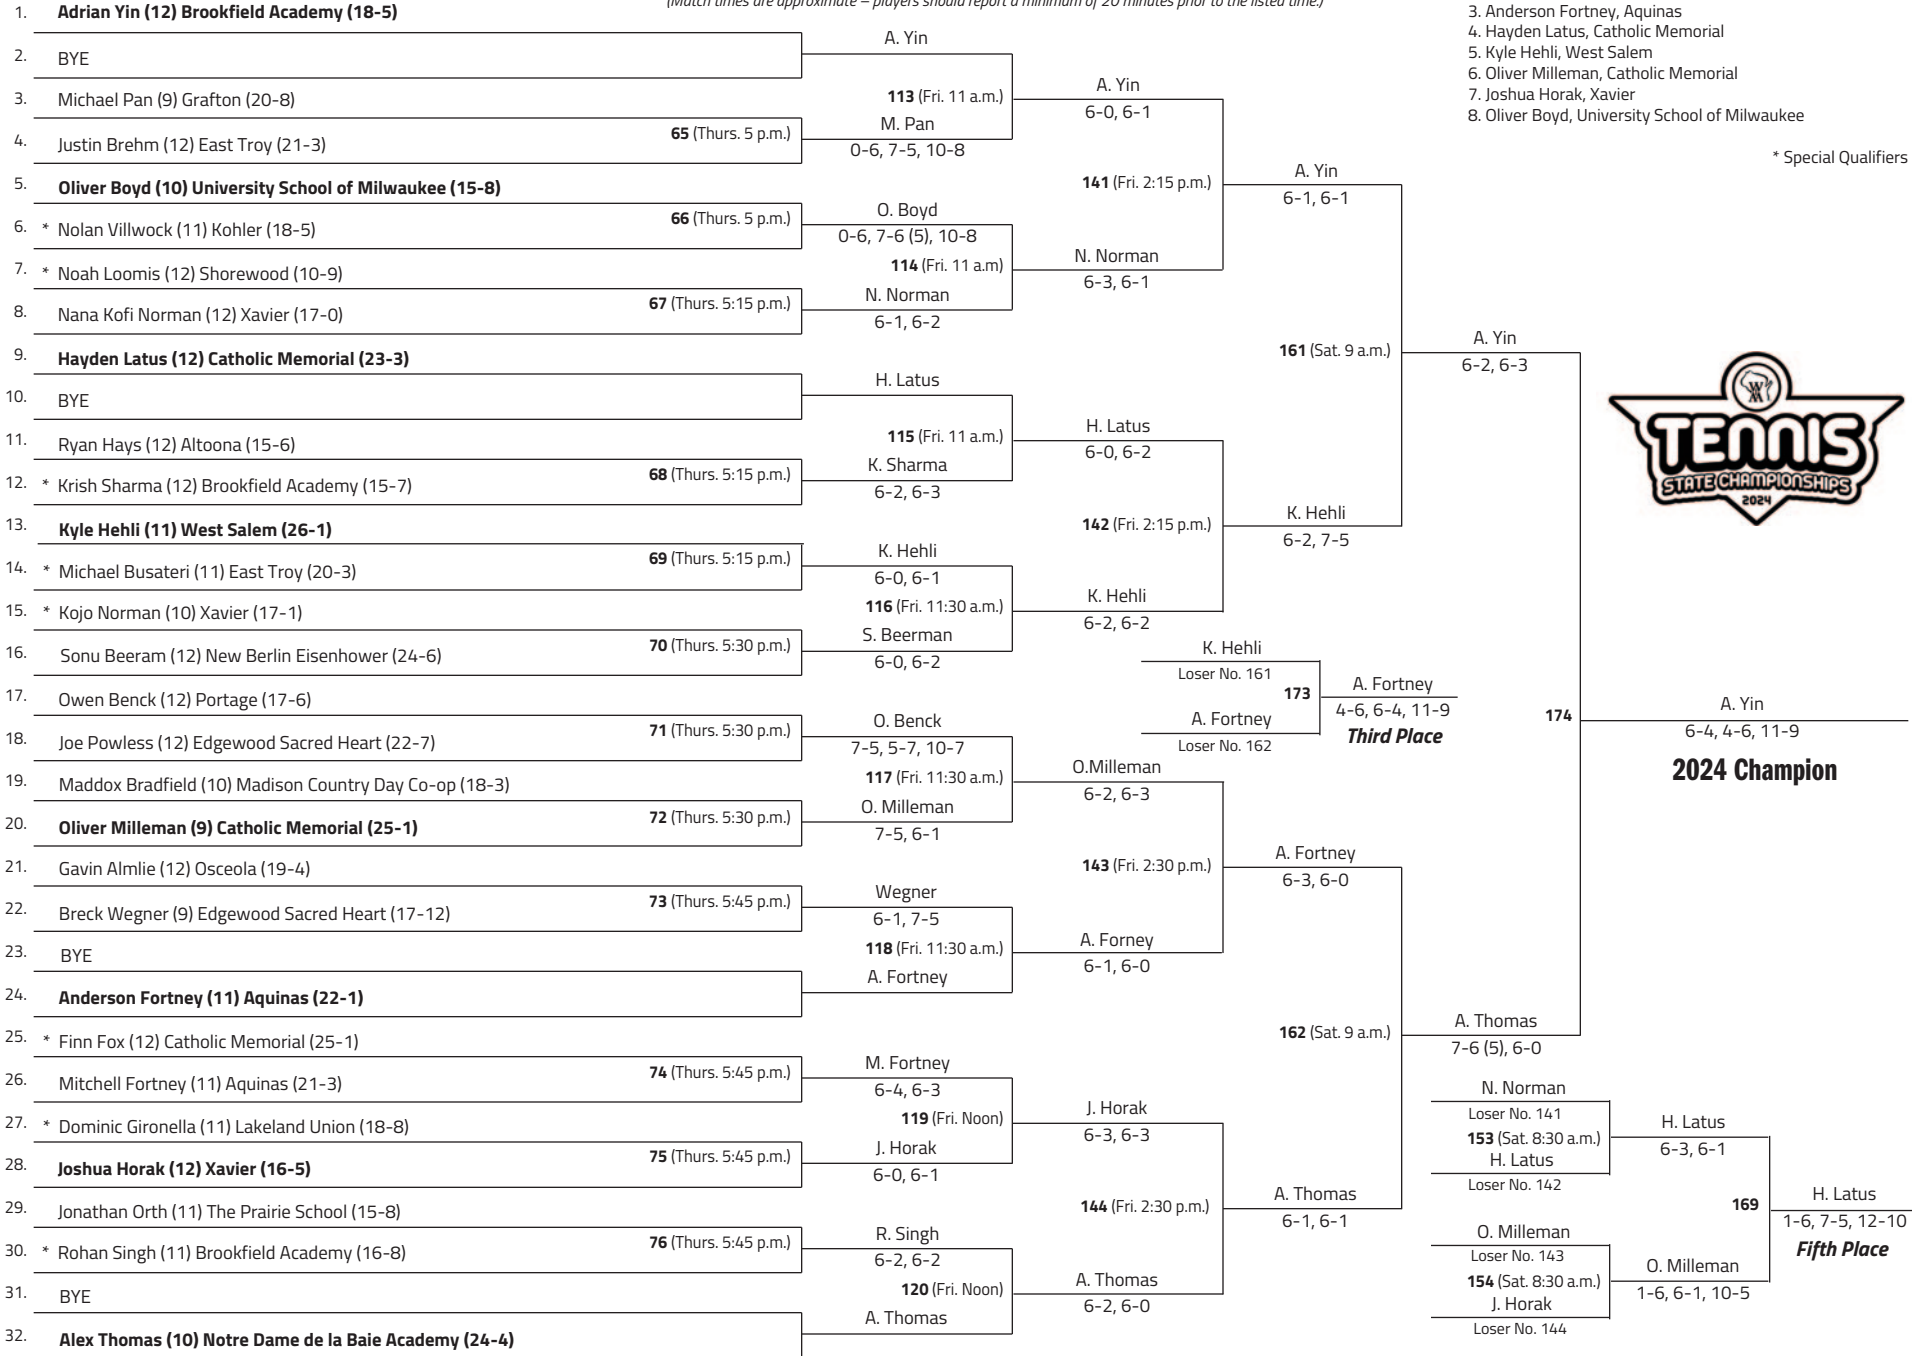 (Match times are approximate – players should report a minimum of 20 minutes prior to the listed time.)
1. Adrian Yin (12) Brookfield Academy (18-5)
2. BYE
3. Michael Pan (9) Grafton (20-8)
4. Justin Brehm (12) East Troy (21-3)
5. Oliver Boyd (10) University School of Milwaukee (15-8)
6. * Nolan Villwock (11) Kohler (18-5)
7. * Noah Loomis (12) Shorewood (10-9)
8. Nana Kofi Norman (12) Xavier (17-0)
9. Hayden Latus (12) Catholic Memorial (23-3)
10. BYE
11. Ryan Hays (12) Altoona (15-6)
12. * Krish Sharma (12) Brookfield Academy (15-7)
13. Kyle Hehli (11) West Salem (26-1)
14. * Michael Busateri (11) East Troy (20-3)
15. * Kojo Norman (10) Xavier (17-1)
16. Sonu Beeram (12) New Berlin Eisenhower (24-6)
17. Owen Benck (12) Portage (17-6)
18. Joe Powless (12) Edgewood Sacred Heart (22-7)
19. Maddox Bradfield (10) Madison Country Day Co-op (18-3)
20. Oliver Milleman (9) Catholic Memorial (25-1)
21. Gavin Almlie (12) Osceola (19-4)
22. Breck Wegner (9) Edgewood Sacred Heart (17-12)
23. BYE
24. Anderson Fortney (11) Aquinas (22-1)
25. * Finn Fox (12) Catholic Memorial (25-1)
26. Mitchell Fortney (11) Aquinas (21-3)
27. * Dominic Gironella (11) Lakeland Union (18-8)
28. Joshua Horak (12) Xavier (16-5)
29. Jonathan Orth (11) The Prairie School (15-8)
30. * Rohan Singh (11) Brookfield Academy (16-8)
31. BYE
32. Alex Thomas (10) Notre Dame de la Baie Academy (24-4)
65 (Thurs. 5 p.m.)
66 (Thurs. 5 p.m.)
67 (Thurs. 5:15 p.m.)
68 (Thurs. 5:15 p.m.)
69 (Thurs. 5:15 p.m.)
70 (Thurs. 5:30 p.m.)
71 (Thurs. 5:30 p.m.)
72 (Thurs. 5:30 p.m.)
73 (Thurs. 5:45 p.m.)
74 (Thurs. 5:45 p.m.)
75 (Thurs. 5:45 p.m.)
76 (Thurs. 5:45 p.m.)
A. Yin
113 (Fri. 11 a.m.)
M. Pan
0-6, 7-5, 10-8
O. Boyd
0-6, 7-6 (5), 10-8
114 (Fri. 11 a.m)
N. Norman
6-1, 6-2
H. Latus
115 (Fri. 11 a.m.)
K. Sharma
6-2, 6-3
K. Hehli
6-0, 6-1
116 (Fri. 11:30 a.m.)
S. Beerman
6-0, 6-2
O. Benck
7-5, 5-7, 10-7
117 (Fri. 11:30 a.m.)
O. Milleman
7-5, 6-1
Wegner
6-1, 7-5
118 (Fri. 11:30 a.m.)
A. Fortney
M. Fortney
6-4, 6-3
119 (Fri. Noon)
J. Horak
6-0, 6-1
R. Singh
6-2, 6-2
120 (Fri. Noon)
A. Thomas
A. Yin
6-0, 6-1
141 (Fri. 2:15 p.m.)
N. Norman
6-3, 6-1
H. Latus
6-0, 6-2
142 (Fri. 2:15 p.m.)
K. Hehli
6-2, 6-2
O.Milleman
6-2, 6-3
143 (Fri. 2:30 p.m.)
A. Forney
6-1, 6-0
J. Horak
6-3, 6-3
144 (Fri. 2:30 p.m.)
A. Thomas
6-2, 6-0
A. Yin
6-1, 6-1
161 (Sat. 9 a.m.)
K. Hehli
6-2, 7-5
A. Fortney
6-3, 6-0
162 (Sat. 9 a.m.)
A. Thomas
6-1, 6-1
K. Hehli
Loser No. 161
173
A. Fortney
Loser No. 162
A. Fortney
4-6, 6-4, 11-9
Third Place
A. Yin
6-2, 6-3
174
A. Thomas
7-6 (5), 6-0
A. Yin
6-4, 4-6, 11-9
2024 Champion
N. Norman
Loser No. 141
153 (Sat. 8:30 a.m.)
H. Latus
Loser No. 142
H. Latus
6-3, 6-1
O. Milleman
Loser No. 143
154 (Sat. 8:30 a.m.)
J. Horak
Loser No. 144
O. Milleman
1-6, 6-1, 10-5
169
H. Latus
1-6, 7-5, 12-10
Fifth Place
3. Anderson Fortney, Aquinas
4. Hayden Latus, Catholic Memorial
5. Kyle Hehli, West Salem
6. Oliver Milleman, Catholic Memorial
7. Joshua Horak, Xavier
8. Oliver Boyd, University School of Milwaukee
* Special Qualifiers
TENNIS
STATE CHAMPIONSHIPS
2024